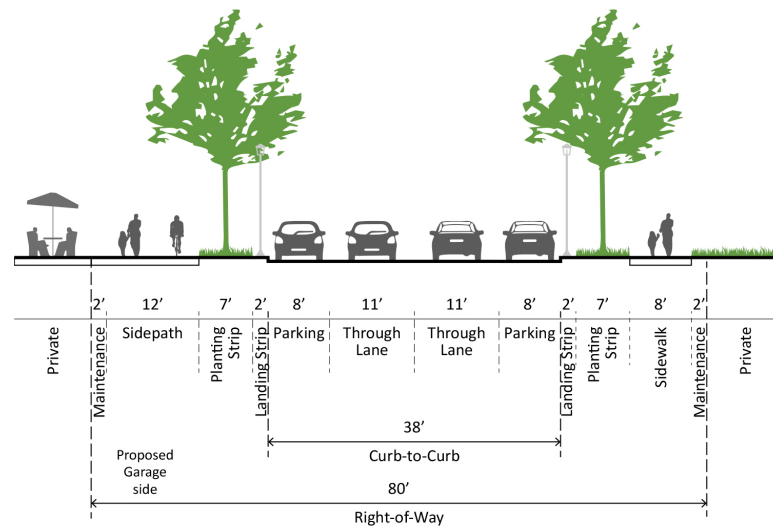 2’ 12’ 7’ 2’ 8’ 11’ 11’ 8’ 2’ 7’ 8’ 2’
Private
Maintenance
Sidepath
Planting
Strip
Landing Strip
Parking
Through
Lane
Through
Lane
Parking
Landing Strip
Planting
Strip
Sidewalk
Maintenance
Private
38’
Curb-to-Curb
Proposed
Garage
side
80’
Right-of-Way